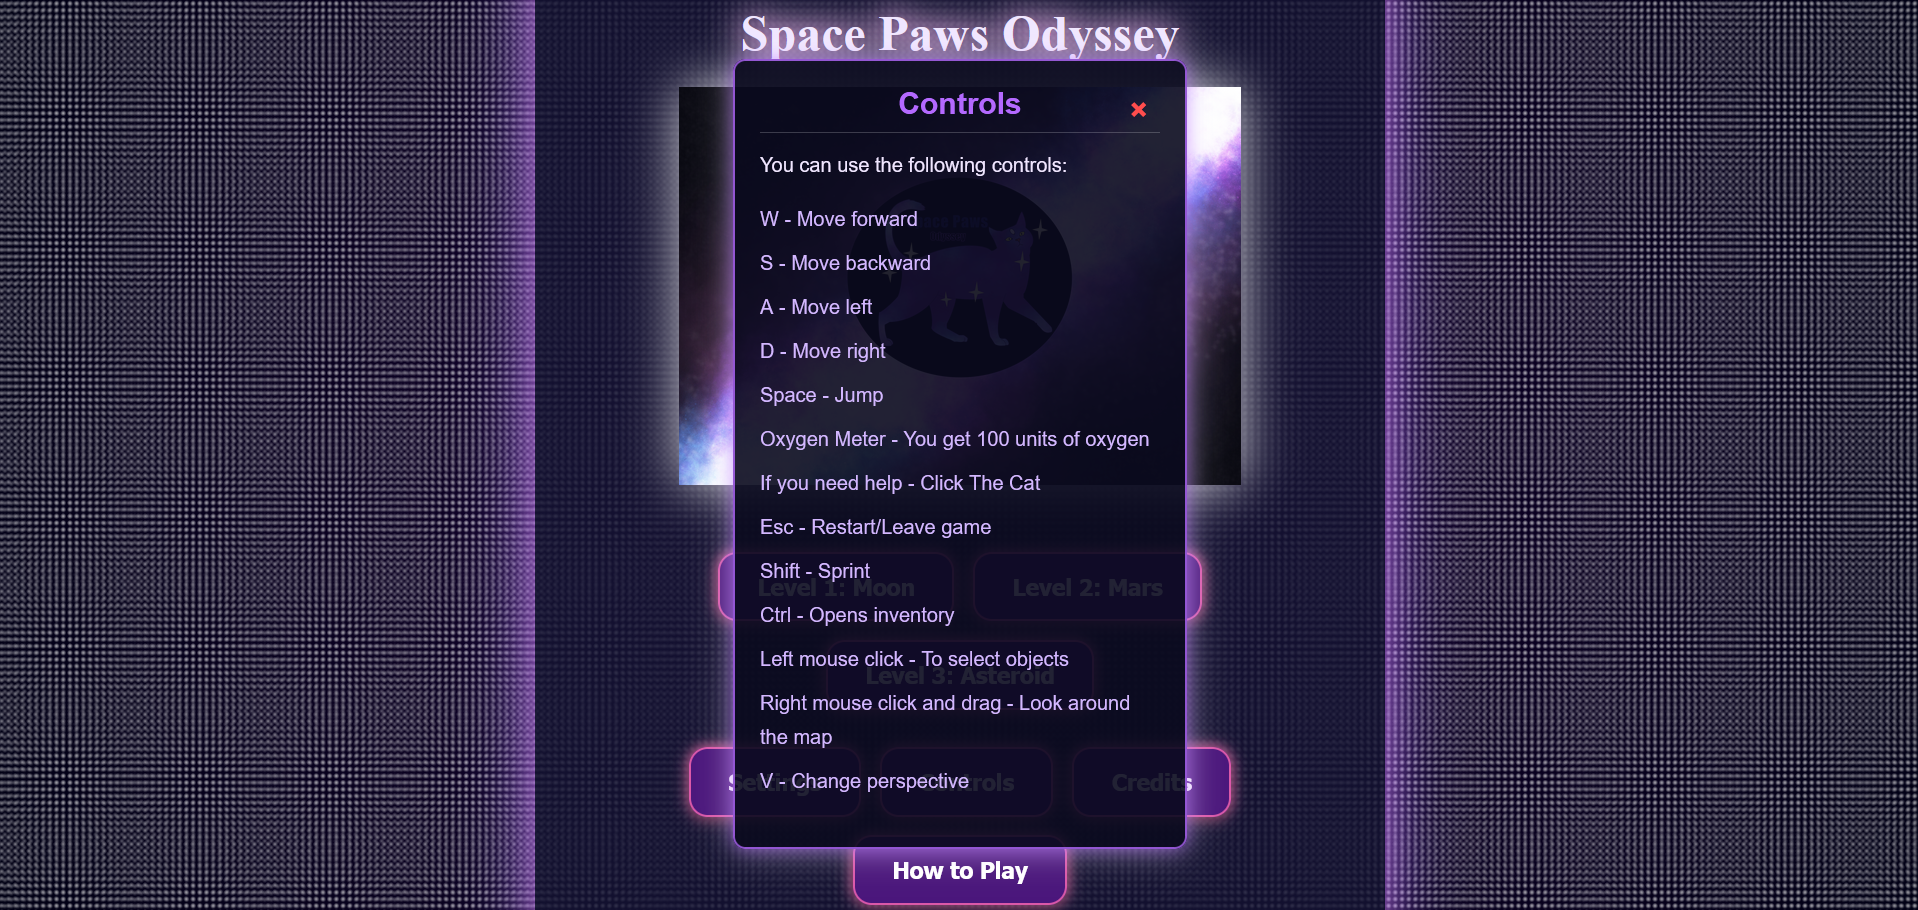 Space Paws Odyssey
Controls
You can use the following controls:
W - Move forward
S - Move backward
A - Move left
D - Move right
Space - Jump
Oxygen Meter - You get 100 units of oxygen
If you need help - Click The Cat
Esc - Restart/Leave game
Shift - Sprint
Level 1: Moon
Level 2: Mars
Ctrl - Opens inventory
Left mouse click - To select objects
Level 3: Asteroid
Right mouse click and drag - Look around
the map
V - Change perspective
Settings
Controls
Credits
How to Play